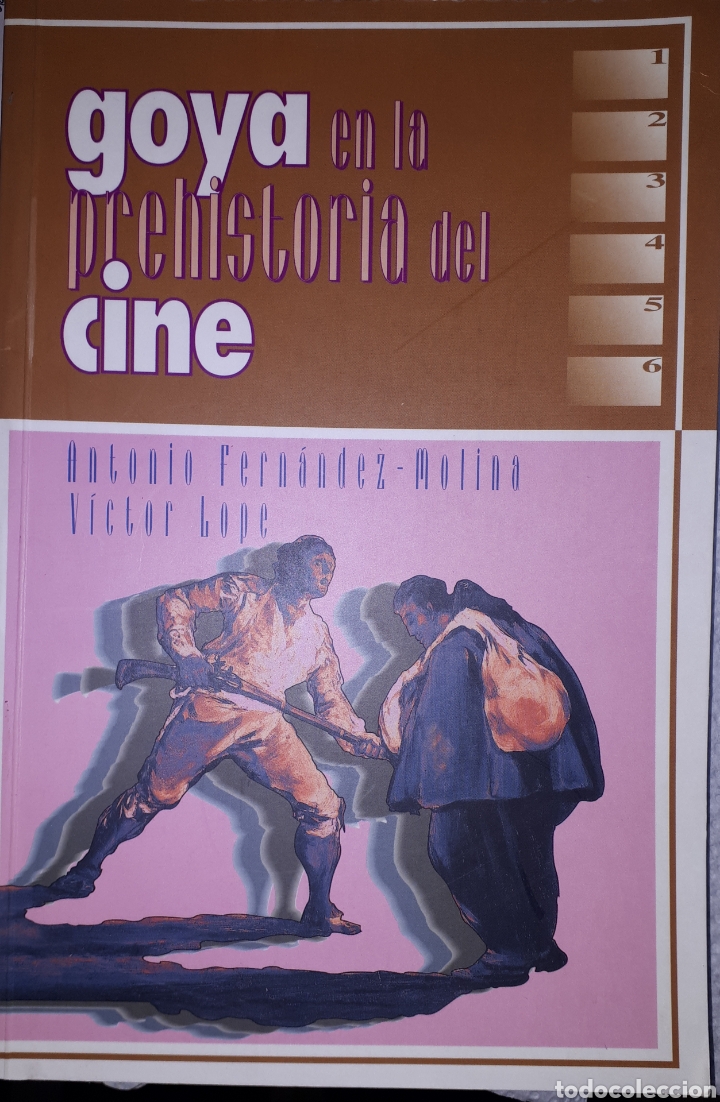 goya en la
prehistoria del
cine
1
2
3
4
5
6
Antonio Fernández-Molina
Víctor Lope
todocoleccion